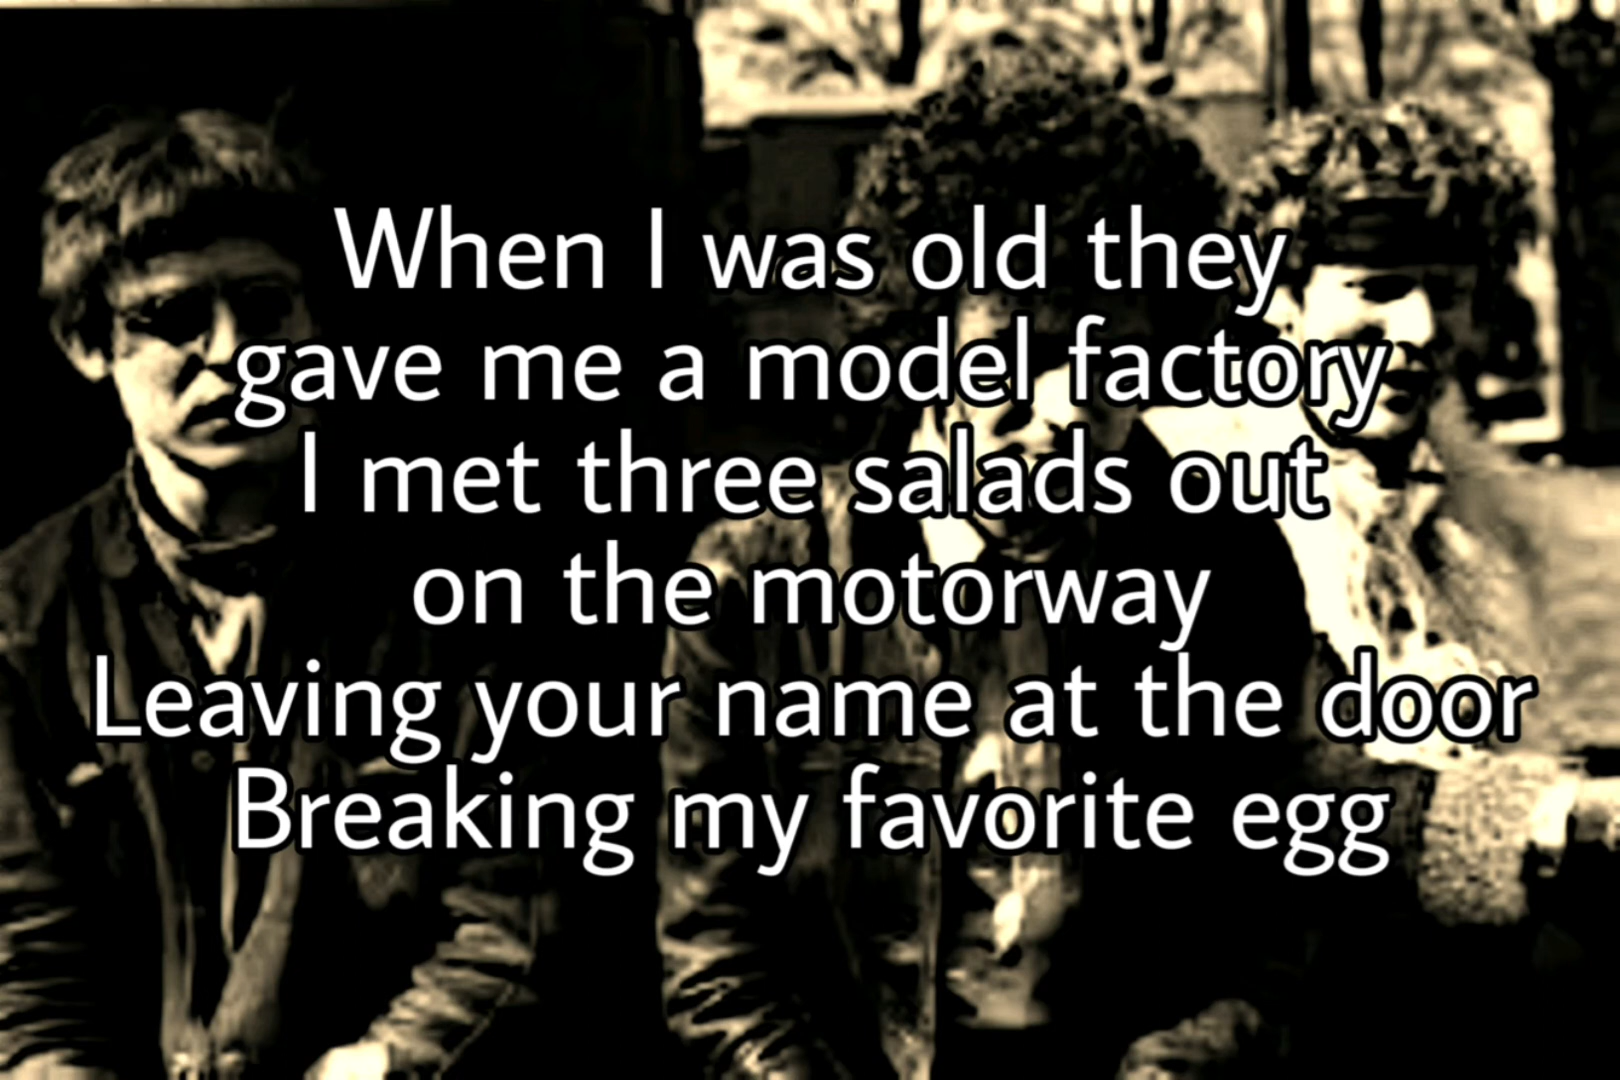 When I was old they
gave me a model factory
I met three salads out
on the motorway
Leaving your name at the door
Breaking my favorite egg